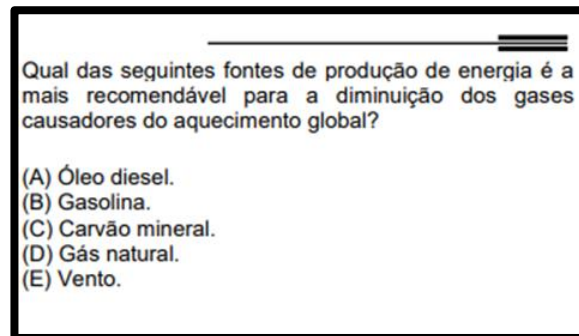 Qual das seguintes fontes de produção de energia é a
mais recomendável para a diminuição dos gases
causadores do aquecimento global?
(A) Óleo diesel.
(B) Gasolina.
(C) Carvão mineral.
(D) Gás natural.
(E) Vento.